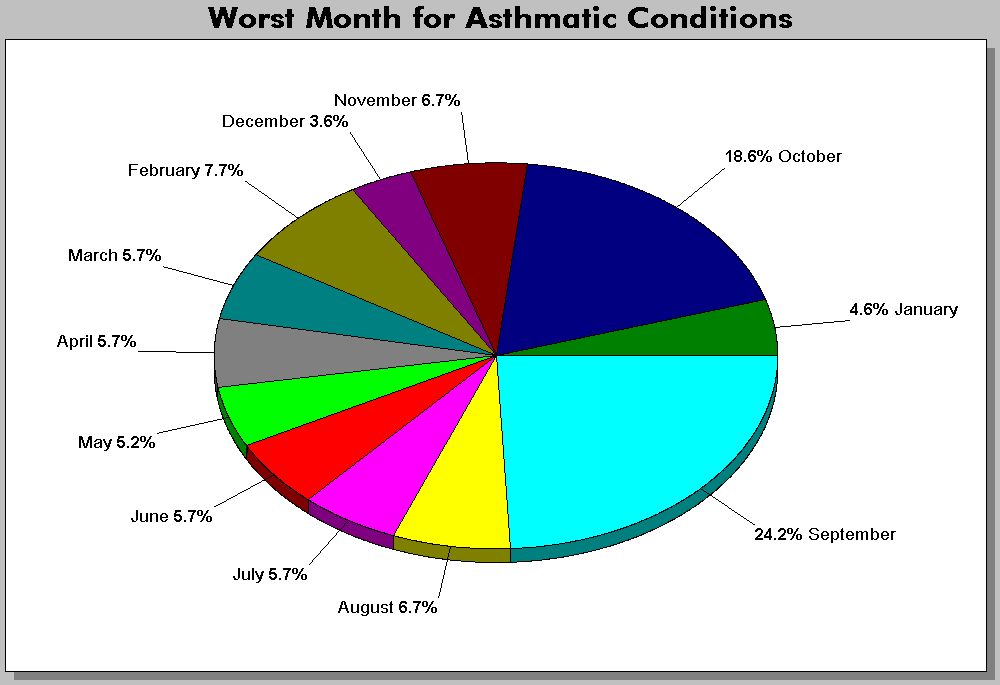 Worst Month for Asthmatic Conditions
November 6.7%
December 3.6%
18.6% October
February 7.7%
March 5.7%
4.6% January
April 5.7%
May 5.2%
June 5.7%
24.2% September
July 5.7%
August 6.7%